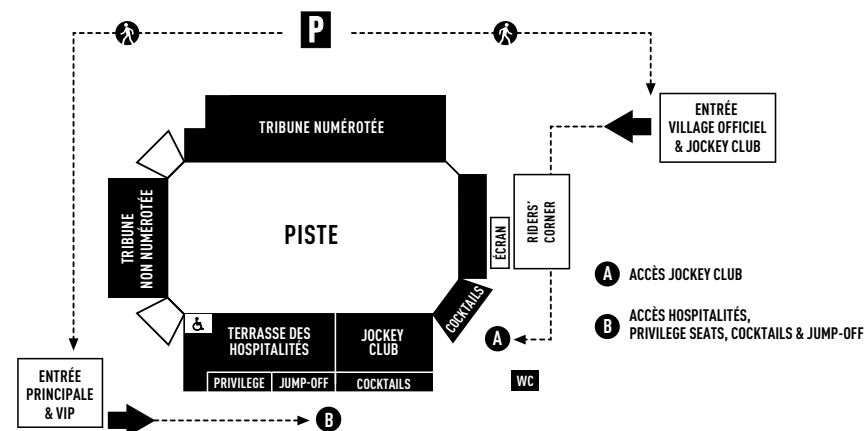 P
ENTRÉE
VILLAGE OFFICIEL
& JOCKEY CLUB
TRIBUNE NUMÉROTÉE
TRIBUNE
NON NUMÉROTÉE
PISTE
ÉCRAN
RIDERS'
CORNER
A ACCÈS JOCKEY CLUB
B ACCÈS HOSPITALITÉS,
PRIVILEGE SEATS, COCKTAILS & JUMP-OFF
COCKTAILS
TERRASSE DES
HOSPITALITÉS
JOCKEY
CLUB
A
PRIVILEGE
JUMP-OFF
COCKTAILS
WC
ENTRÉE
PRINCIPALE
& VIP
B